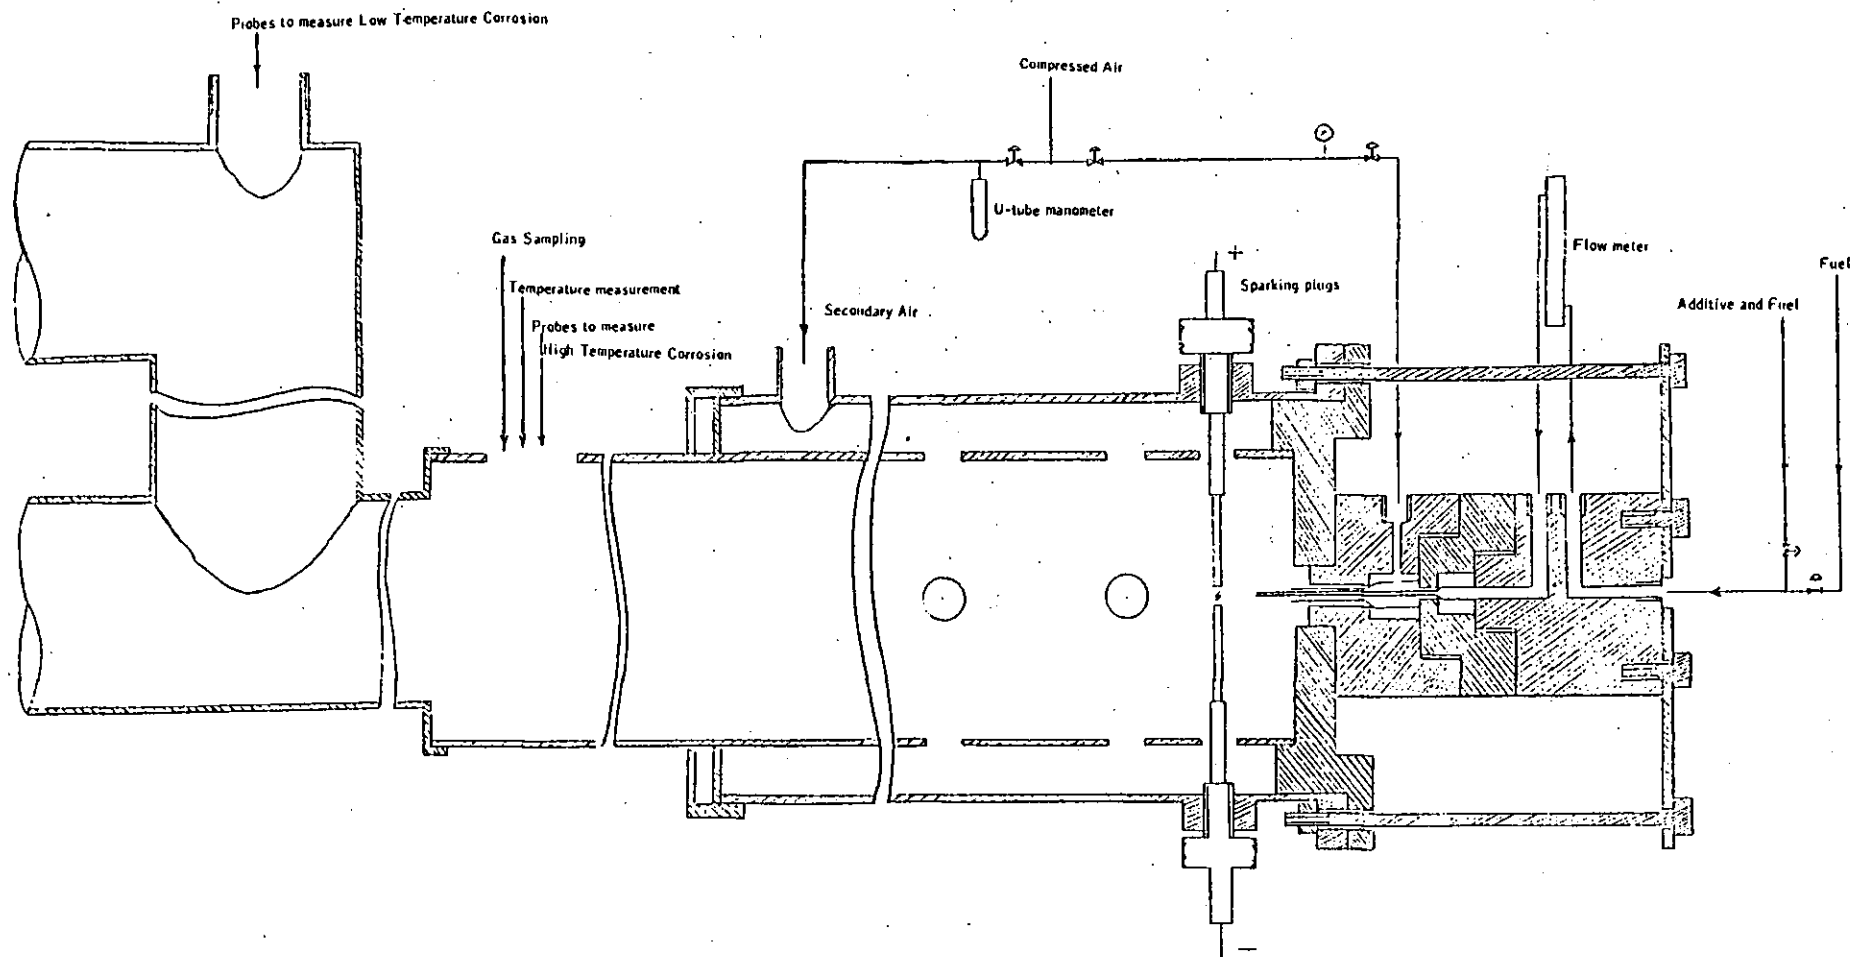 Probes to measure Low Temperature Corrosion
Compressed Air
U-tube manometer
Gas Sampling
Temperature measurement
Probes to measure
High Temperature Corrosion
Secondary Air
+
Sparking plugs
Flow meter
Fuel
Additive and Fuel
—